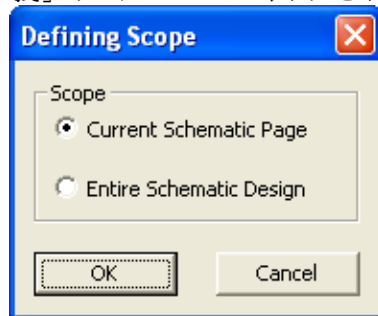 Defining Scope
Scope
Current Schematic Page
Entire Schematic Design
OK
Cancel